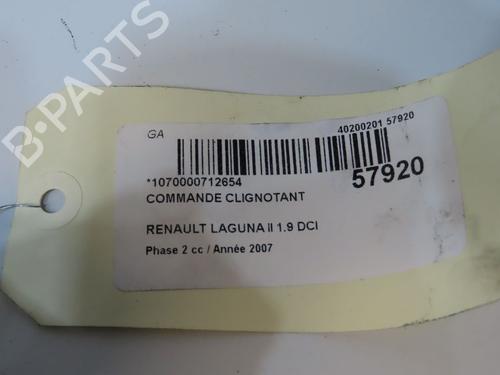 B-PARTS
GA
40200201 57920
*1070000712654
57920
COMMANDE CLIGNOTANT
RENAULT LAGUNA II 1.9 DCI
Phase 2 cc / Année 2007